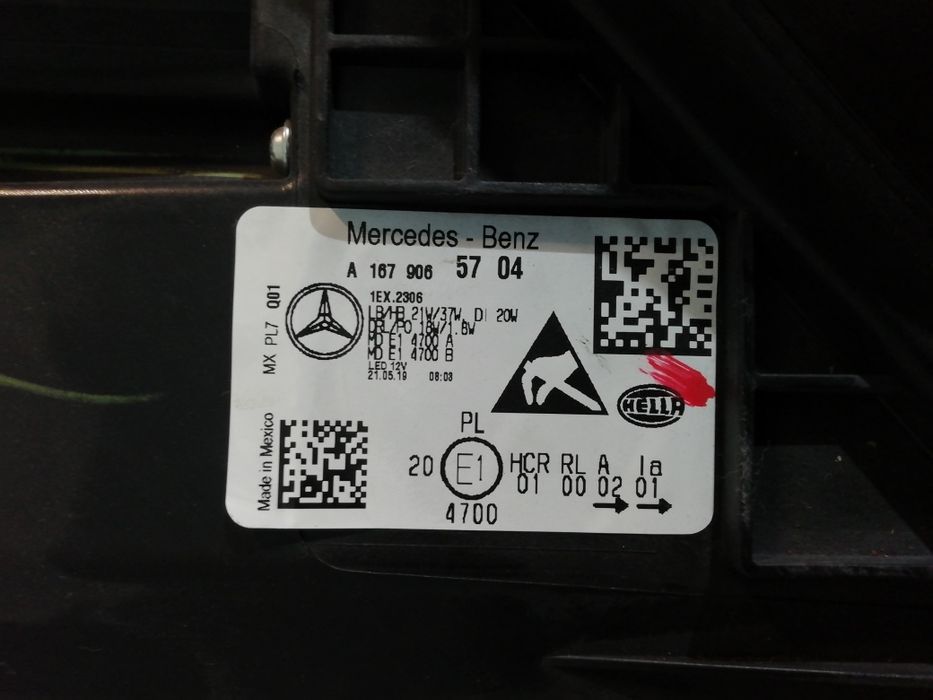 Mercedes - Benz
A 167 906 57 04
1EX.2306
LB/HB 21W/37W, DI 20W
DRL/PO 18W/1.6W
MD E1 4700 A
MD E1 4700 B
LED 12V
21.05.19 08:03
MX PL7 Q01
HELLA
Made in Mexico
PL
20 E1 HCR RL A Ia
01 00 02 01
4700